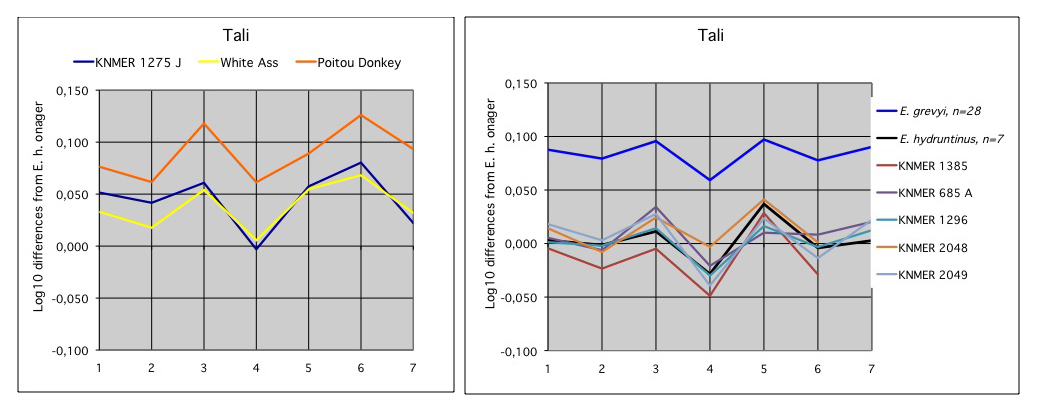 Tali
KNMER 1275 J White Ass Poitou Donkey
Log10 differences from E. h. onager
0,150
0,100
0,050
0,000
-0,050
-0,100
1 2 3 4 5 6 7
Tali
Log10 differences from E. h. onager
0,150
0,100
0,050
0,000
-0,050
-0,100
1 2 3 4 5 6 7
E. grevyi, n=28
E. hydruntinus, n=7
KNMER 1385
KNMER 685 A
KNMER 1296
KNMER 2048
KNMER 2049